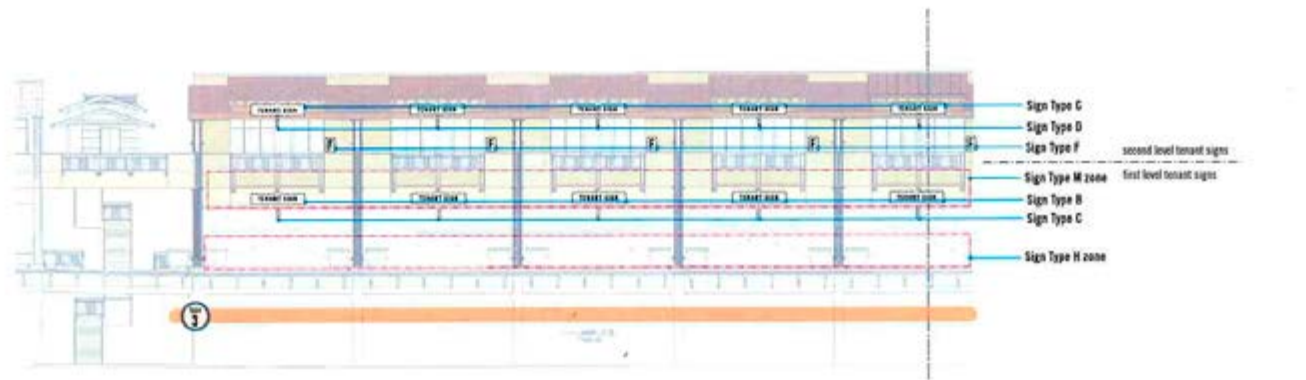 TENANT SIGN TENANT SIGN TENANT SIGN TENANT SIGN TENANT SIGN
Sign Type G
Sign Type D
F F F F F
Sign Type F
second level tenant signs
first level tenant signs
Sign Type M zone
TENANT SIGN TENANT SIGN TENANT SIGN TENANT SIGN TENANT SIGN
Sign Type B
Sign Type C
Sign Type H zone
3